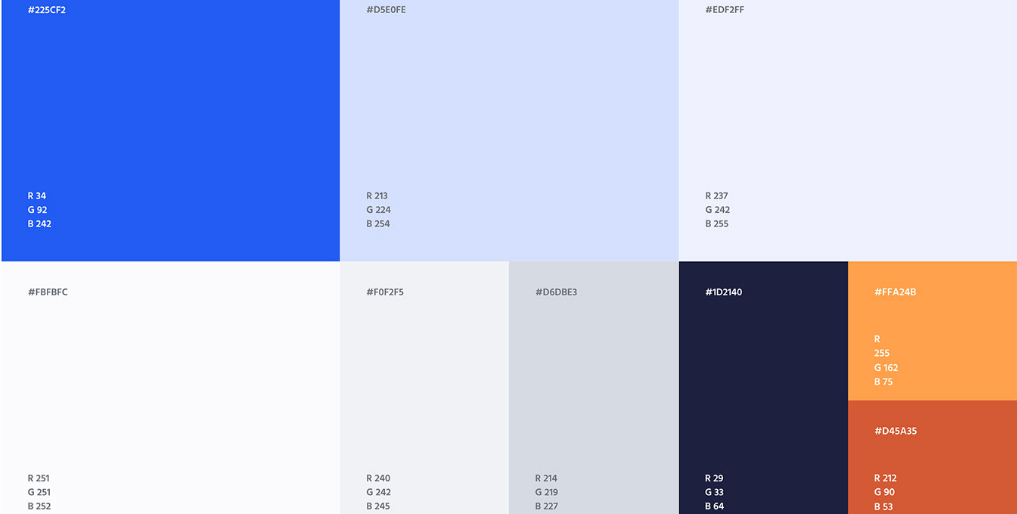 #225CF2
R 34
G 92
B 242
#D5E0FE
R 213
G 224
B 254
#EDF2FF
R 237
G 242
B 255
#FBFBFC
R 251
G 251
B 252
#F0F2F5
R 240
G 242
B 245
#D6DBE3
R 214
G 219
B 227
#1D2140
R 29
G 33
B 64
#FFA24B
R
255
G 162
B 75
#D45A35
R 212
G 90
B 53